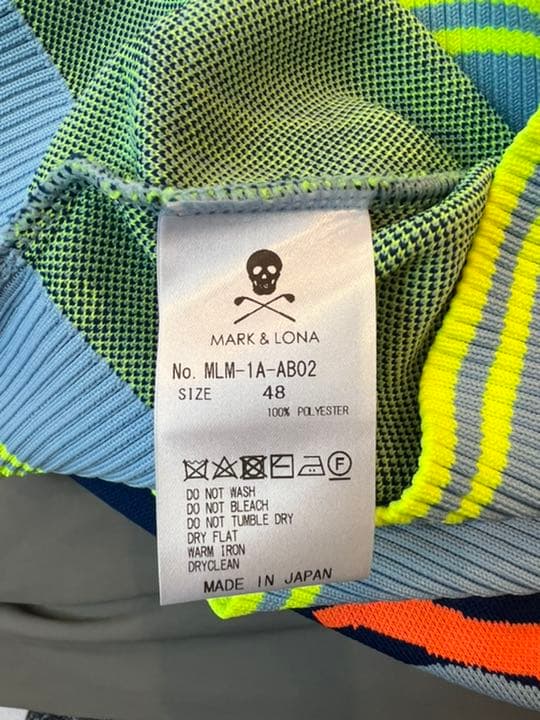 MARK & LONA
No. MLM-1A-AB02
SIZE 48
100% POLYESTER
F
DO NOT WASH
DO NOT BLEACH
DO NOT TUMBLE DRY
DRY FLAT
WARM IRON
DRYCLEAN
MADE IN JAPAN